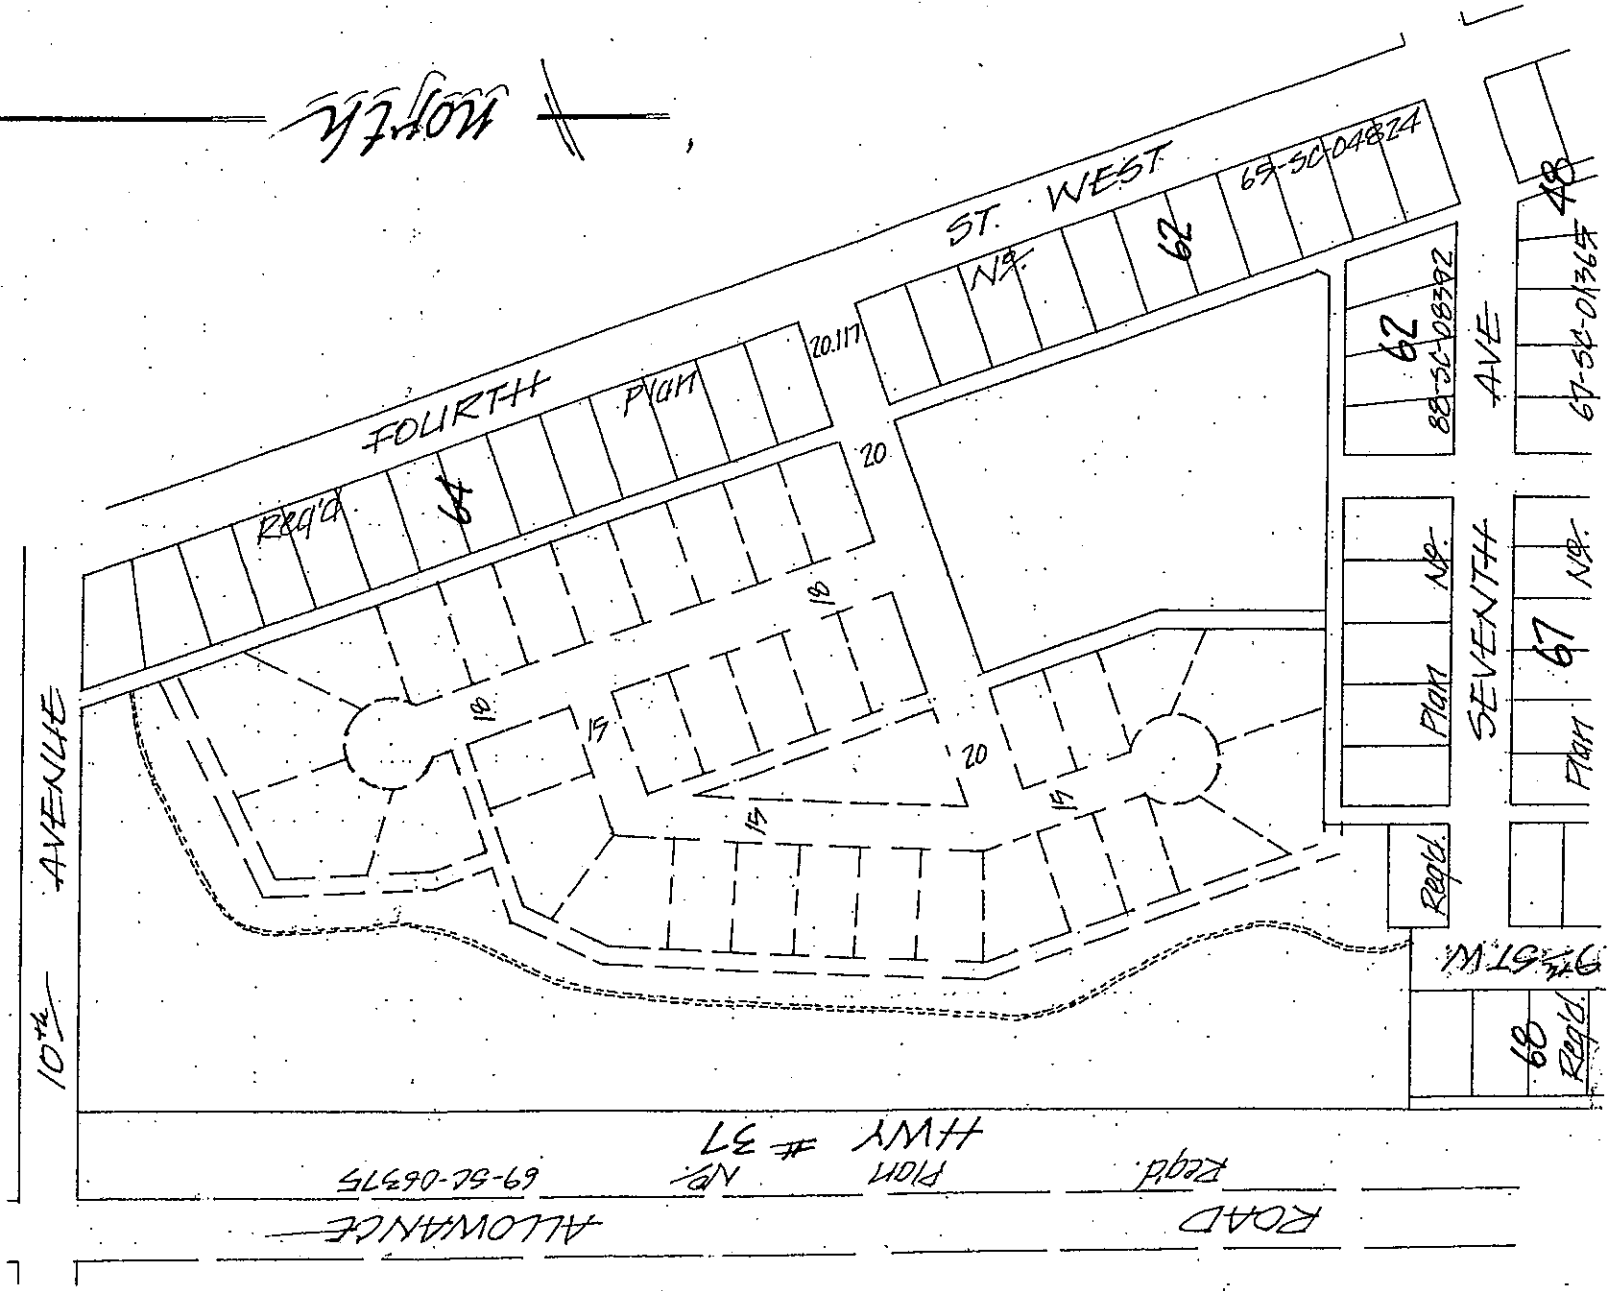 north
FOURTH ST. WEST
Reg'd Plan No. 65-SC-04824
64
62
20.117
20
18
18
15
20
15
15
10th AVENUE
62
88-SC-08392
SEVENTH AVE
48
67-SC-01365
Reg'd. Plan No.
67
Plan No.
9th ST. W.
68
Reg'd.
HWY # 37
Reg'd. Plan No. 69-SC-06375
ROAD ALLOWANCE